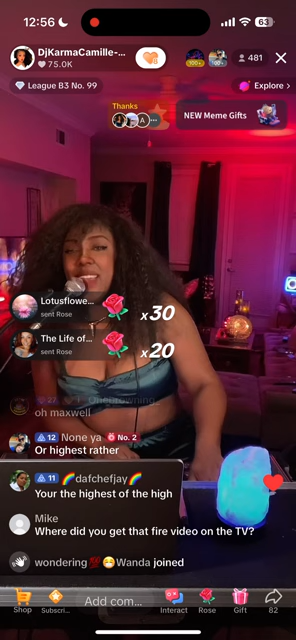 12:56
63
DjKarmaCamille-...
75.0K
100+
100+
481
League B3 No. 99
Explore >
Thanks
A
NEW Meme Gifts
Lotusflowe...
sent Rose
x30
The Life of...
sent Rose
x20
27
oh maxwell
12 None ya No. 2
Or highest rather
11 🌈dafchefjay🌈
Your the highest of the high
Mike
Where did you get that fire video on the TV?
wondering💯😷Wanda joined
Shop
Subscri...
Add com...
Interact
Rose
Gift
82